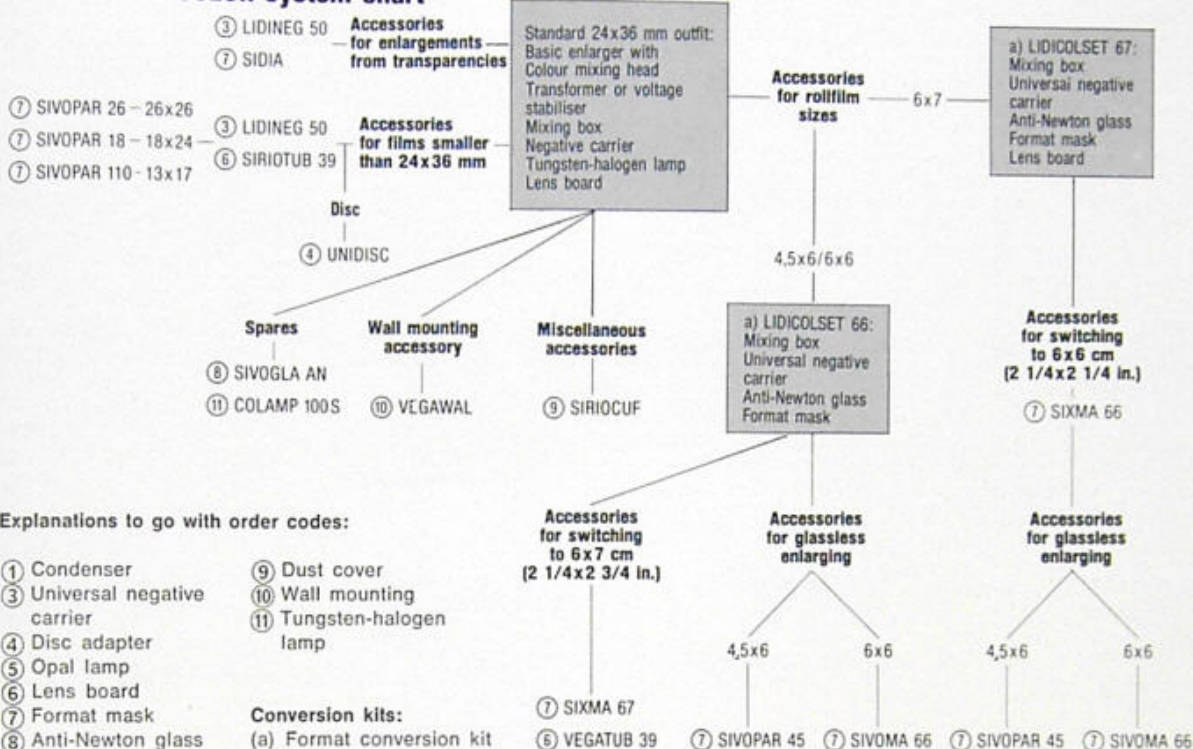 ③ LIDINEG 50
⑦ SIDIA
Accessories
for enlargements
from transparencies
⑦ SIVOPAR 26 – 26x26
⑦ SIVOPAR 18 – 18x24
⑦ SIVOPAR 110 - 13x17
③ LIDINEG 50
⑥ SIRIOTUB 39
Accessories
for films smaller
than 24x36 mm
Disc
④ UNIDISC
Standard 24x36 mm outfit:
Basic enlarger with
Colour mixing head
Transformer or voltage
stabiliser
Mixing box
Negative carrier
Tungsten-halogen lamp
Lens board
Accessories
for rollfilm
sizes
6x7
a) LIDICOLSET 67:
Mixing box
Universal negative
carrier
Anti-Newton glass
Format mask
Lens board
4,5x6/6x6
Spares
⑧ SIVOGLA AN
⑪ COLAMP 100S
Wall mounting
accessory
⑩ VEGAWAL
Miscellaneous
accessories
⑨ SIRIOCUF
a) LIDICOLSET 66:
Mixing box
Universal negative
carrier
Anti-Newton glass
Format mask
Accessories
for switching
to 6x6 cm
(2 1/4x2 1/4 in.)
⑦ SIXMA 66
Accessories
for switching
to 6x7 cm
(2 1/4x2 3/4 in.)
⑦ SIXMA 67
⑥ VEGATUB 39
Accessories
for glassless
enlarging
4,5x6
6x6
⑦ SIVOPAR 45
⑦ SIVOMA 66
Accessories
for glassless
enlarging
4,5x6
6x6
⑦ SIVOPAR 45
⑦ SIVOMA 66
Explanations to go with order codes:
① Condenser
③ Universal negative
carrier
④ Disc adapter
⑤ Opal lamp
⑥ Lens board
⑦ Format mask
⑧ Anti-Newton glass
⑨ Dust cover
⑩ Wall mounting
⑪ Tungsten-halogen
lamp
Conversion kits:
(a) Format conversion kit